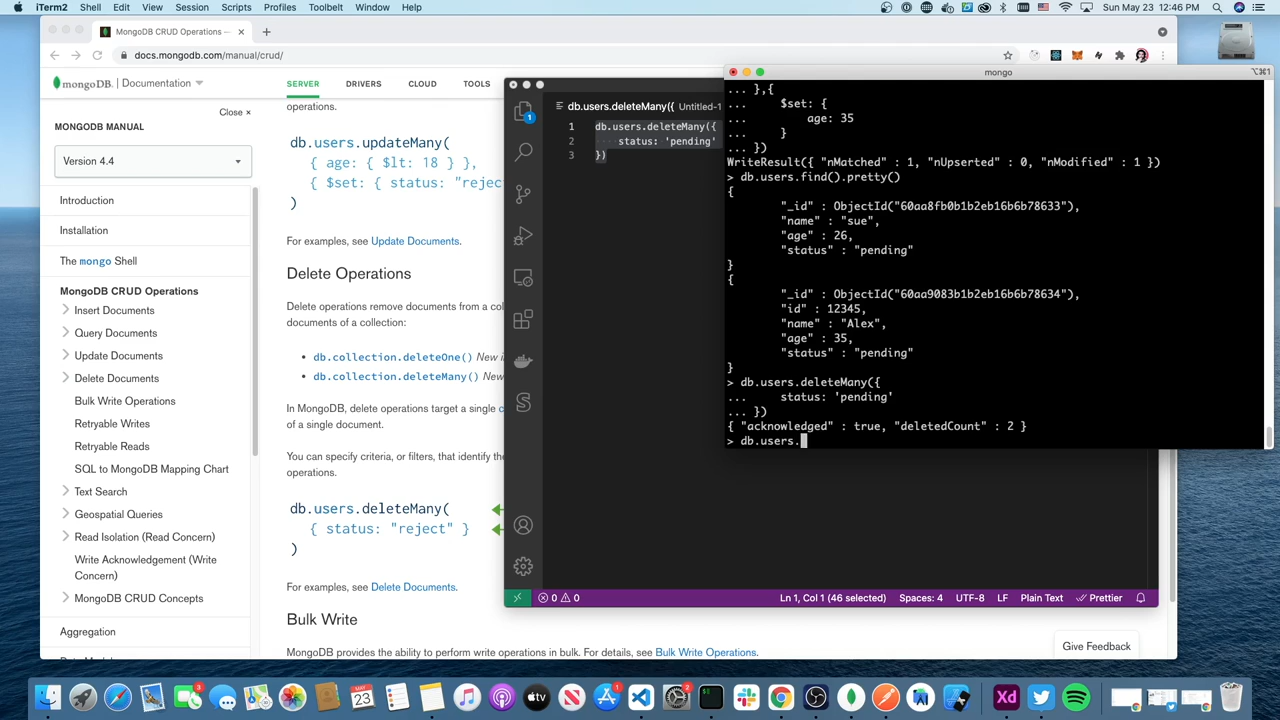 iTerm2 Shell Edit View Session Scripts Profiles Toolbelt Window Help
Sun May 23 12:46 PM
MongoDB CRUD Operations —
docs.mongodb.com/manual/crud/
mongoDB. Documentation
SERVER DRIVERS CLOUD TOOLS
Close ×
MONGODB MANUAL
Version 4.4
Introduction
Installation
The mongo Shell
MongoDB CRUD Operations
Insert Documents
Query Documents
Update Documents
Delete Documents
Bulk Write Operations
Retryable Writes
Retryable Reads
SQL to MongoDB Mapping Chart
Text Search
Geospatial Queries
Read Isolation (Read Concern)
Write Acknowledgement (Write
Concern)
MongoDB CRUD Concepts
Aggregation
operations.
db.users.updateMany(
{ age: { $lt: 18 } },
{ $set: { status: "reject
)
For examples, see Update Documents.
Delete Operations
Delete operations remove documents from a
documents of a collection:
• db.collection.deleteOne() New
• db.collection.deleteMany() New
In MongoDB, delete operations target a single
of a single document.
You can specify criteria, or filters, that identify the
operations.
db.users.deleteMany(
{ status: "reject" }
)
For examples, see Delete Documents.
Bulk Write
MongoDB provides the ability to perform write operations in bulk. For details, see Bulk Write Operations.
Give Feedback
1
db.users.deleteMany({ Untitled-1
1 db.users.deleteMany({
2 status: 'pending'
3 })
0 0
Ln 1, Col 1 (46 selected) Spaces: 4 UTF-8 LF Plain Text Prettier
mongo
⌥⌘1
... },{
... $set: {
... age: 35
... }
... })
WriteResult({ "nMatched" : 1, "nUpserted" : 0, "nModified" : 1 })
> db.users.find().pretty()
{
"_id" : ObjectId("60aa8fb0b1b2eb16b6b78633"),
"name" : "sue",
"age" : 26,
"status" : "pending"
}
{
"_id" : ObjectId("60aa9083b1b2eb16b6b78634"),
"id" : 12345,
"name" : "Alex",
"age" : 35,
"status" : "pending"
}
> db.users.deleteMany({
... status: 'pending'
... })
{ "acknowledged" : true, "deletedCount" : 2 }
> db.users.
3
MAY
23
1
2
tv
Xd